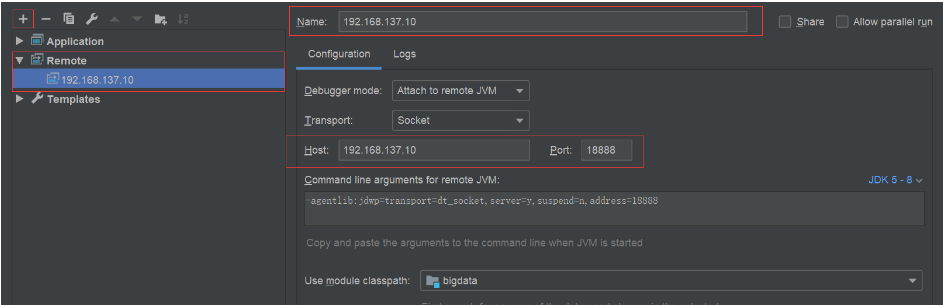 Application
Remote
192.168.137.10
Templates
Name: 192.168.137.10 Share Allow parallel run
Configuration Logs
Debugger mode: Attach to remote JVM
Transport: Socket
Host: 192.168.137.10 Port: 18888
Command line arguments for remote JVM: JDK 5 - 8
-agentlib:jdwp=transport=dt_socket,server=y,suspend=n,address=18888
Copy and paste the arguments to the command line when JVM is started
Use module classpath: bigdata